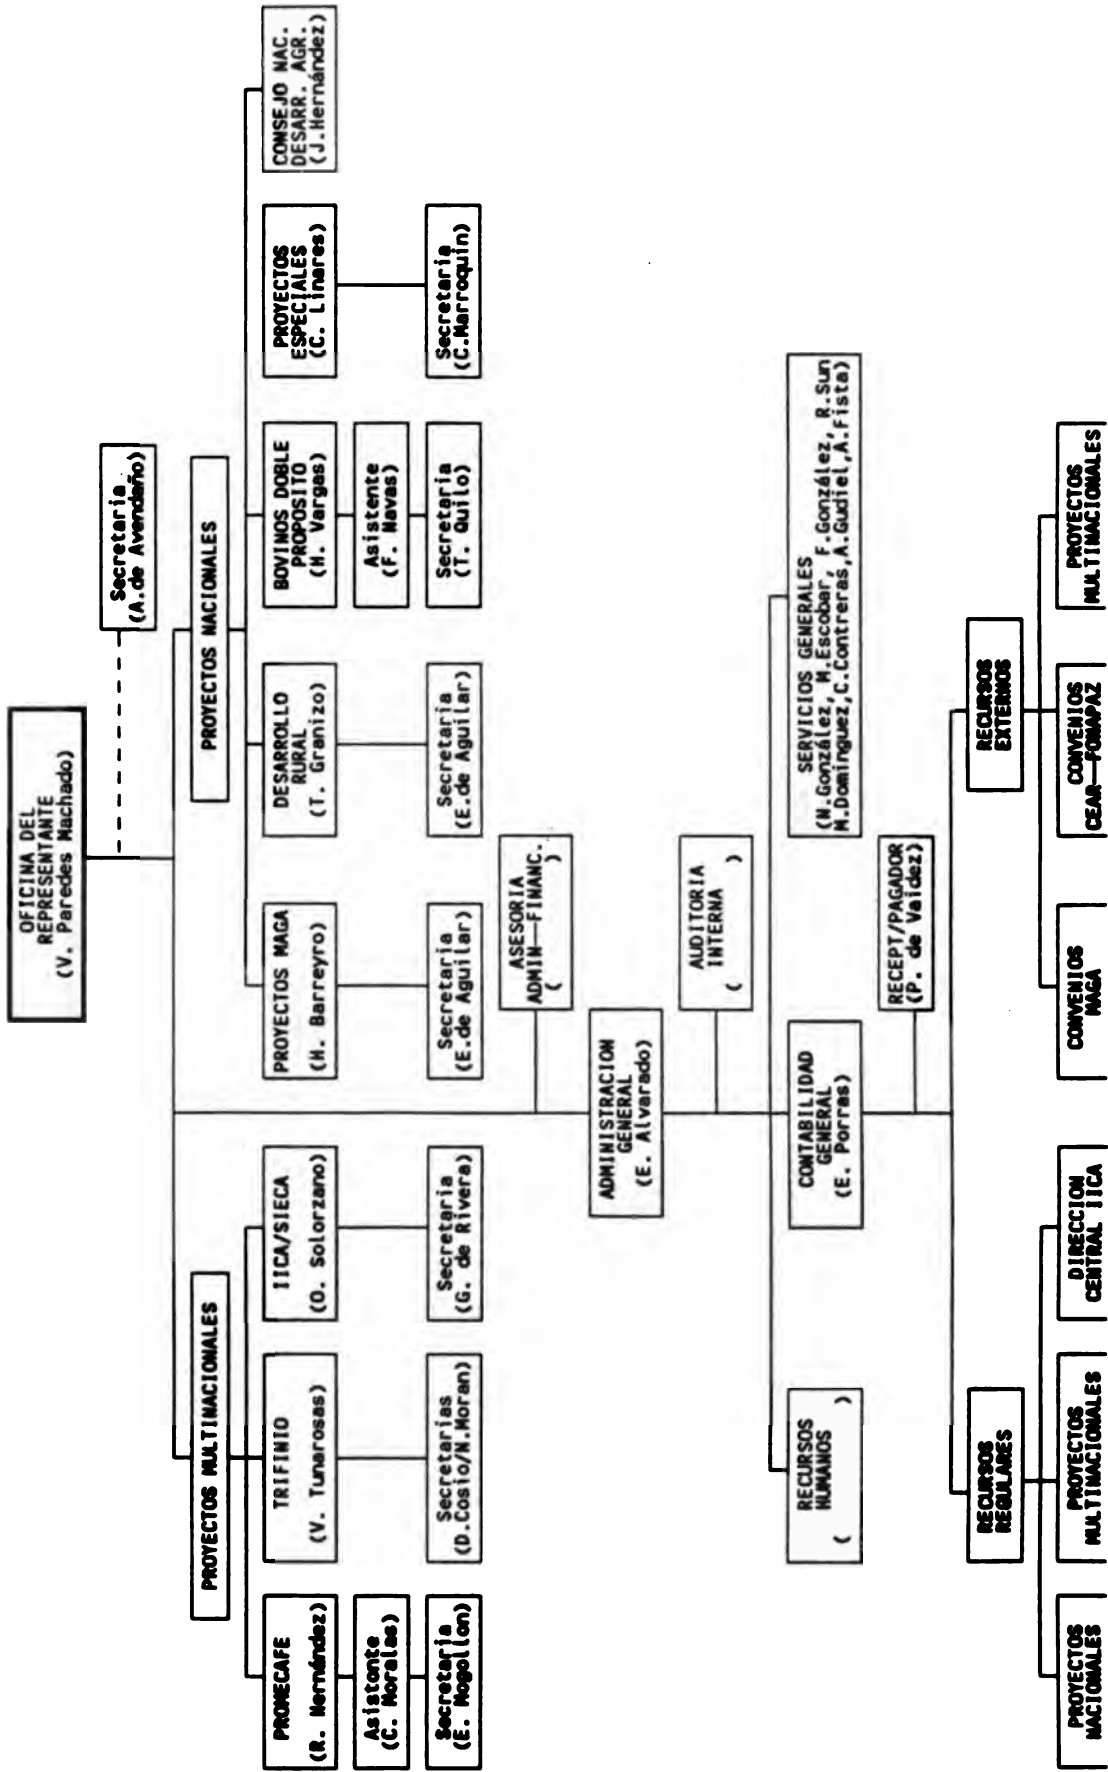 OFICINA DEL
REPRESENTANTE
(V. Paredes Machado)
Secretaria
(A.de Avendaño)
PROYECTOS MULTINACIONALES
PROYECTOS NACIONALES
PROMECAFE
(R. Hernández)
TRIFINIO
(V. Tunarosas)
IICA/SIECA
(O. Solorzano)
PROYECTOS MAGA
(H. Barreyro)
DESARROLLO
RURAL
(T. Granizo)
BOVINOS DOBLE
PROPOSITO
(H. Vargas)
PROYECTOS
ESPECIALES
(C. Linares)
CONSEJO NAC.
DESARR. AGR.
(J.Hernández)
Asistonte
(C. Moralas)
Asistente
(F. Navas)
Secretaria
(E. Mogollon)
Secretarias
(D.Cosio/N.Moran)
Secretaria
(G. de Rivera)
Secretaria
(E.de Aguilar)
Secretaria
(E.de Aguilar)
Secretaria
(T. Quilo)
Secretaria
(C.Marroquin)
ASESORIA
ADMIN—FINANC.
( )
ADMINISTRACION
GENERAL
(E. Alvarado)
AUDITORIA
INTERNA
( )
RECURSOS
HUMANOS
( )
CONTABILIDAD
GENERAL
(E. Porras)
SERVICIOS GENERALES
(N.González, M.Escobar, F.González, R.Sun
M.Dominguez,C.Contreras,A.Gudiel,A.Fista)
RECEPT/PAGADOR
(P. de Vaidez)
RECURSOS
REGULARES
RECURSOS
EXTERNOS
PROYECTOS
NACIONALES
PROYECTOS
MULTINACIONALES
DIRECCION
CENTRAL IICA
CONVENIOS
MAGA
CONVENIOS
CEAR—FONAPAZ
PROYECTOS
MULTINACIONALES